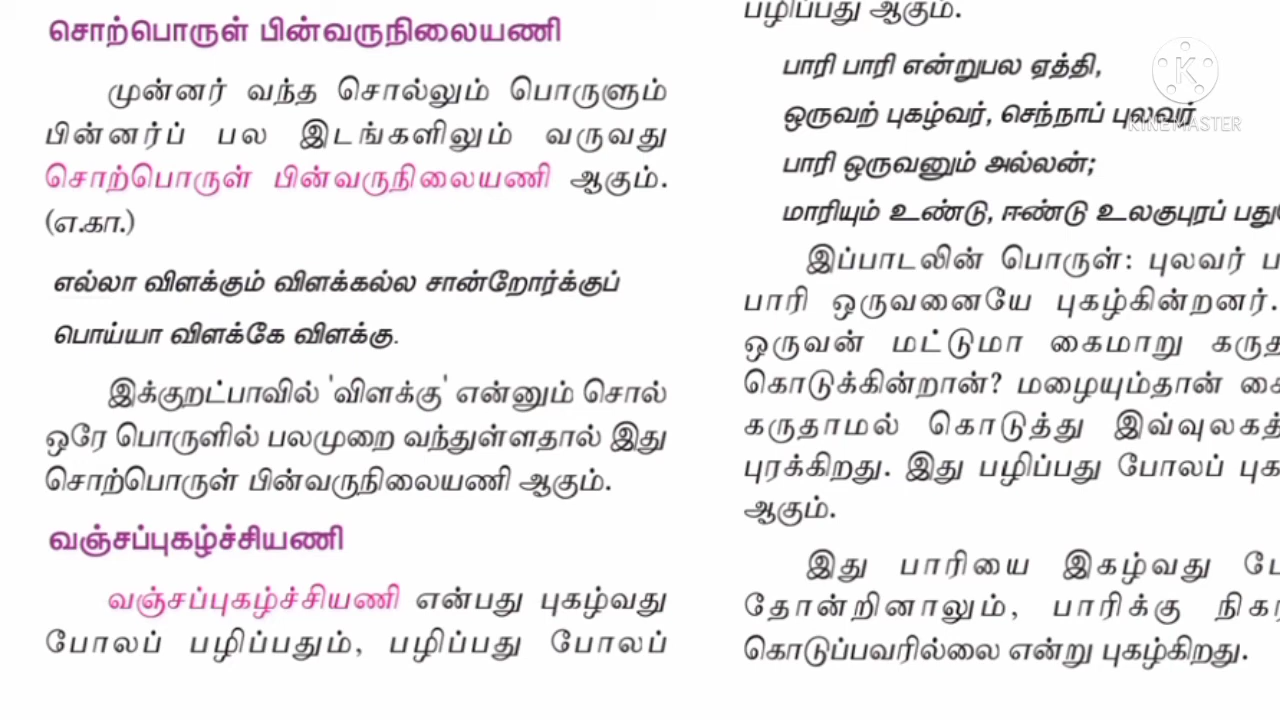 சொற்பொருள் பின்வருநிலையணி
முன்னர் வந்த சொல்லும் பொருளும்
பின்னர்ப் பல இடங்களிலும் வருவது
சொற்பொருள் பின்வருநிலையணி ஆகும்.
(எ.கா.)
எல்லா விளக்கும் விளக்கல்ல சான்றோர்க்குப்
பொய்யா விளக்கே விளக்கு.
இக்குறட்பாவில் 'விளக்கு' என்னும் சொல்
ஒரே பொருளில் பலமுறை வந்துள்ளதால் இது
சொற்பொருள் பின்வருநிலையணி ஆகும்.
வஞ்சப்புகழ்ச்சியணி
வஞ்சப்புகழ்ச்சியணி என்பது புகழ்வது
போலப் பழிப்பதும், பழிப்பது போலப்
பழிப்பது ஆகும்.
பாரி பாரி என்றுபல ஏத்தி,
ஒருவற் புகழ்வர், செந்நாப் புலவர்
பாரி ஒருவனும் அல்லன்;
மாரியும் உண்டு, ஈண்டு உலகுபுரப்
இப்பாடலின் பொருள்: புலவர்
பாரி ஒருவனையே புகழ்கின்றனர்.
ஒருவன் மட்டுமா கைமாறு
கொடுக்கின்றான்? மழையும்தான்
கருதாமல் கொடுத்து
புரக்கிறது. இது பழிப்பது போலப்
ஆகும்.
இது பாரியை இகழ்வது
தோன்றினாலும், பாரிக்கு
கொடுப்பவரில்லை என்று புகழ்கிறது.
K
KINEMASTER